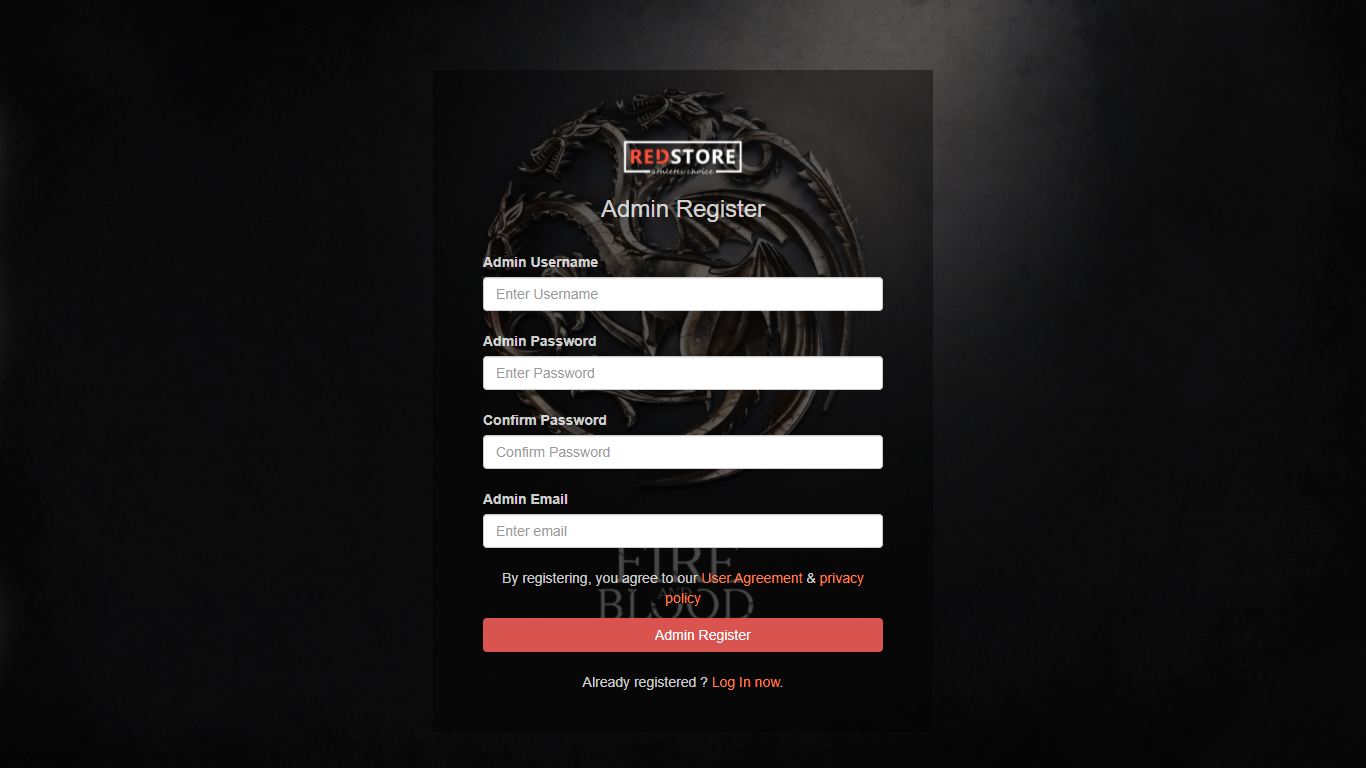 REDSTORE
athletes choice
Admin Register
Admin Username
Enter Username
Admin Password
Enter Password
Confirm Password
Confirm Password
Admin Email
Enter email
FIRE
By registering, you agree to our User Agreement & privacy
policy
AND
BLOOD
Admin Register
Already registered ? Log In now.